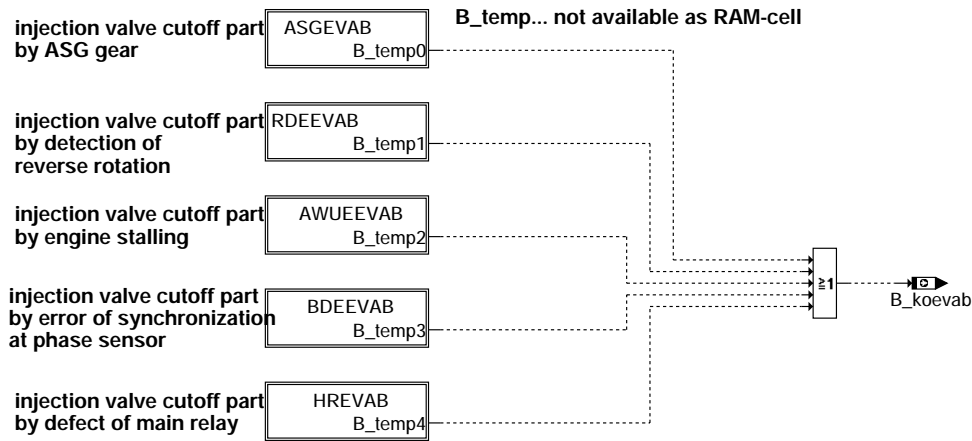 B_temp... not available as RAM-cell
injection valve cutoff part
by ASG gear
ASGEVAB
B_temp0
injection valve cutoff part
by detection of
reverse rotation
RDEEVAB
B_temp1
injection valve cutoff part
by engine stalling
AWUEEVAB
B_temp2
injection valve cutoff part
by error of synchronization
at phase sensor
BDEEVAB
B_temp3
injection valve cutoff part
by defect of main relay
HREVAB
B_temp4
≧1
C
B_koevab